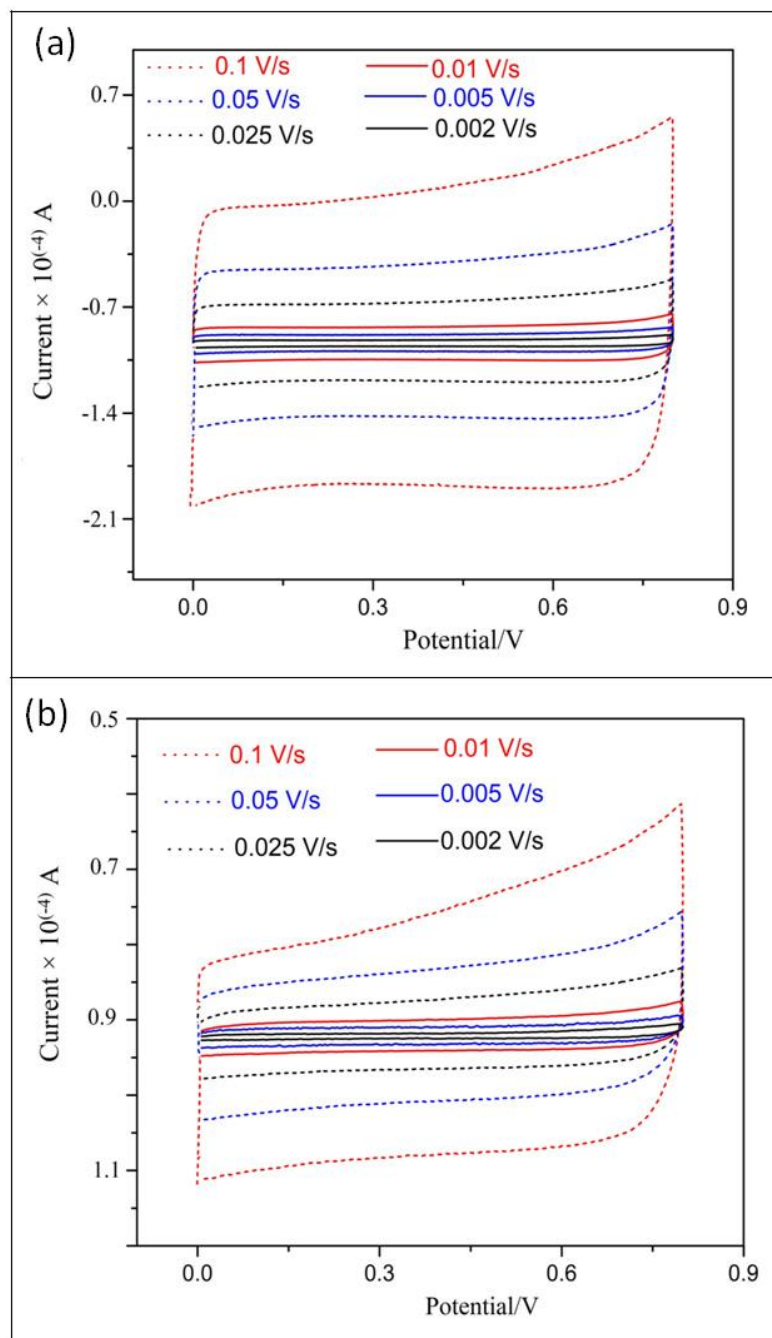 (a)
0.1 V/s 0.01 V/s
0.05 V/s 0.005 V/s
0.025 V/s 0.002 V/s
0.7
0.0
-0.7
-1.4
-2.1
Current × 10(-4) A
0.0 0.3 0.6 0.9
Potential/V
(b)
0.5
0.1 V/s 0.01 V/s
0.05 V/s 0.005 V/s
0.025 V/s 0.002 V/s
0.7
0.9
1.1
Current × 10(-4) A
0.0 0.3 0.6 0.9
Potential/V